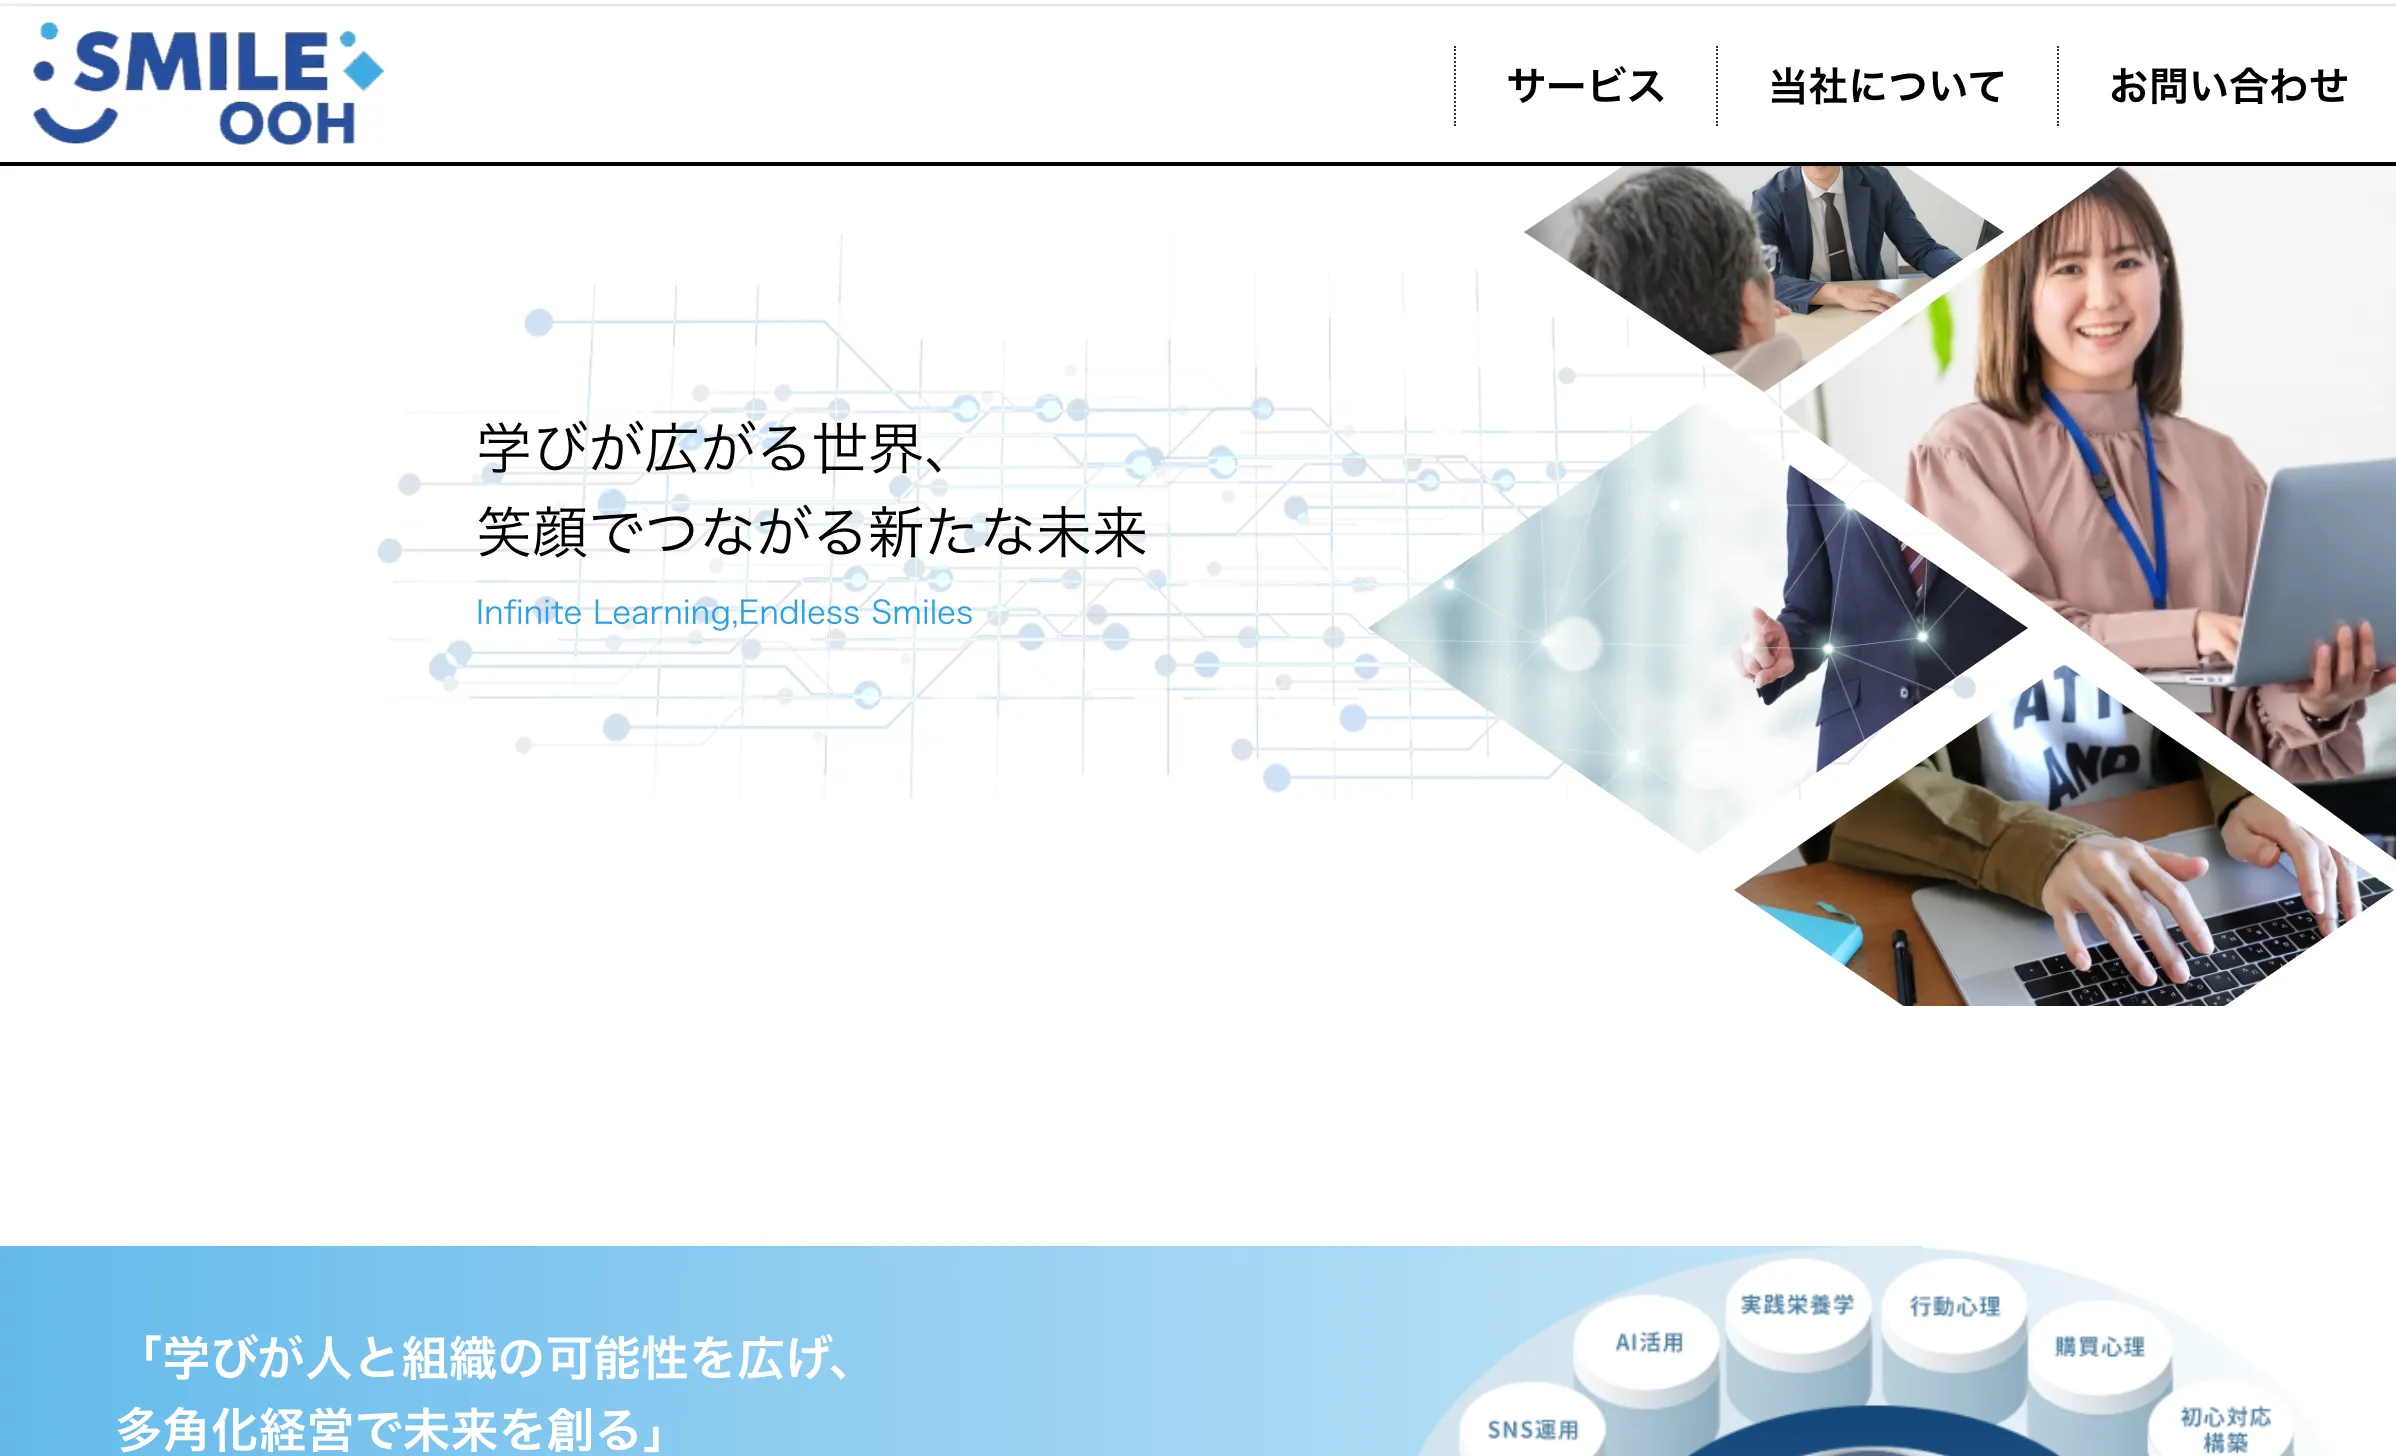 SMILE
OOH
サービス
当社について
お問い合わせ
学びが広がる世界、
笑顔でつながる新たな未来
Infinite Learning,Endless Smiles
AND
「学びが人と組織の可能性を広げ、
多角化経営で未来を創る」
実践栄養学
行動心理
AI活用
購買心理
SNS運用
初心対応
構築